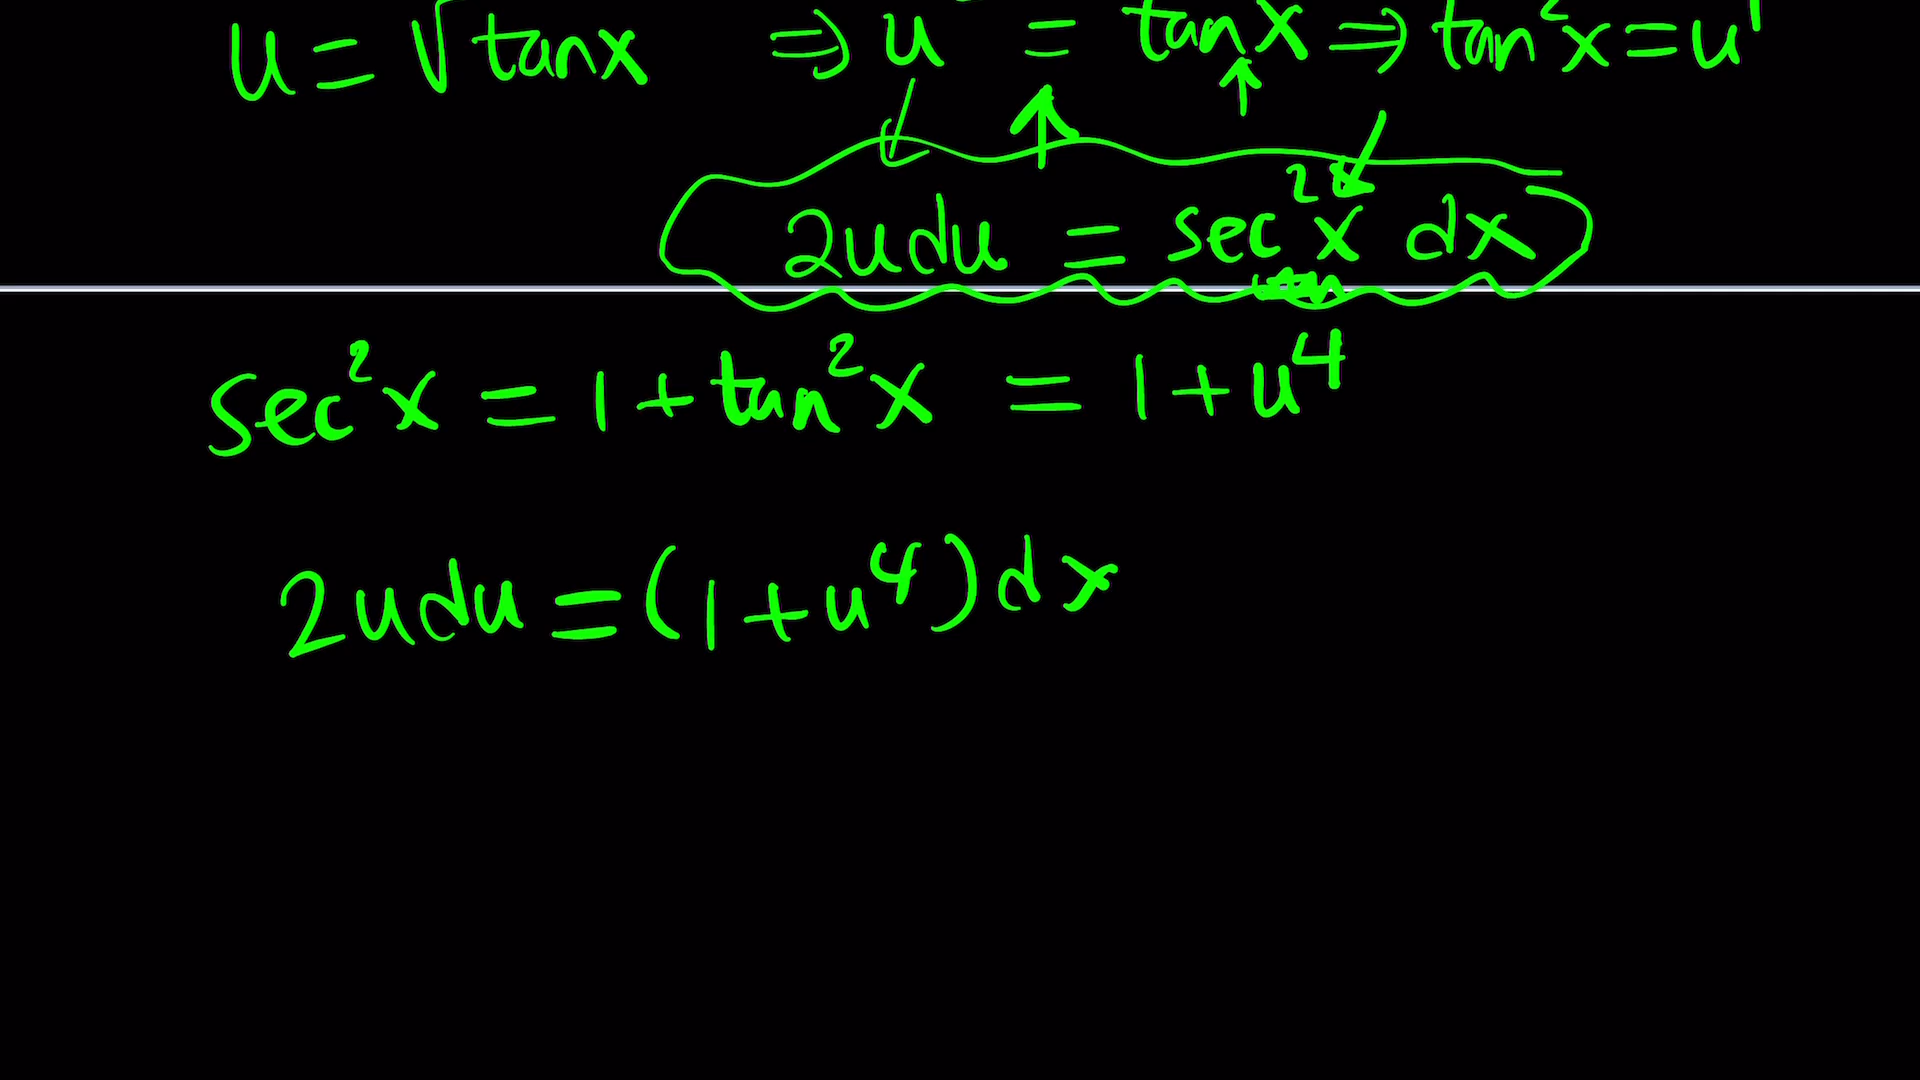 u = √tanx ⇒ u² = tanx ⇒ tan²x = u⁴
2udu = sec²x dx
sec²x = 1 + tan²x = 1 + u⁴
2udu = (1 + u⁴)dx